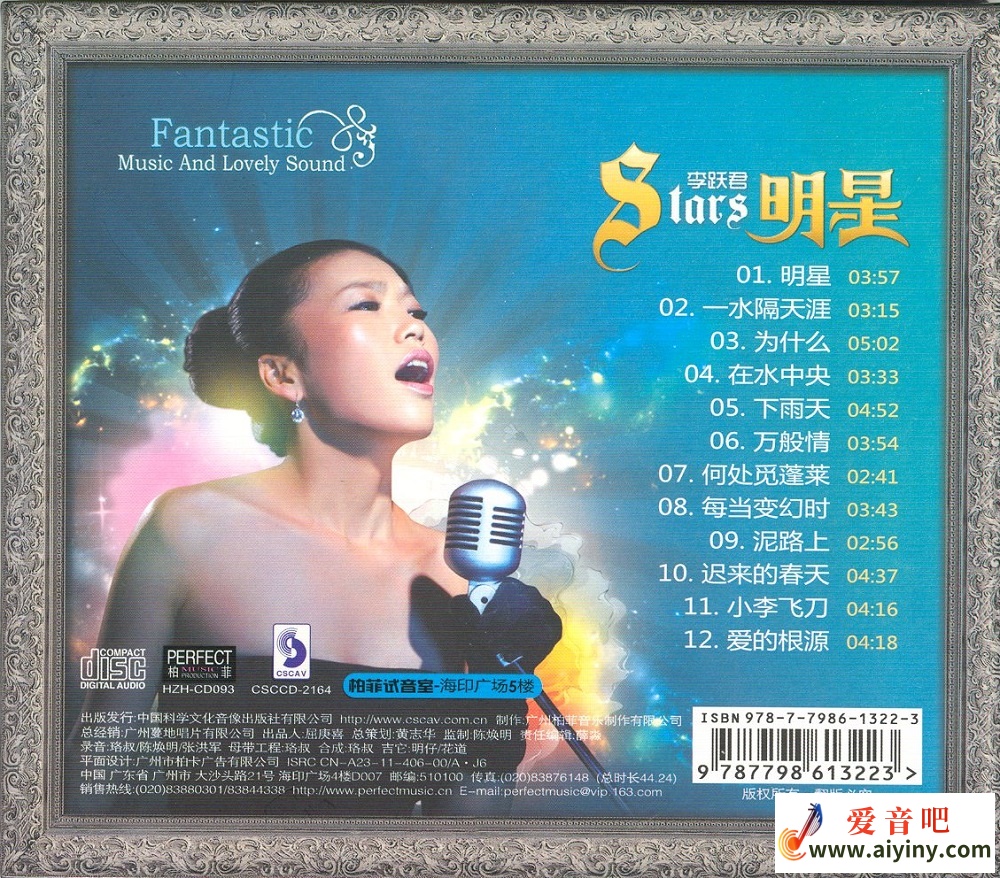 Fantastic
Music And Lovely Sound
李跃君
Stars 明星
01. 明星 03:57
02. 一水隔天涯 03:15
03. 为什么 05:02
04. 在水中央 03:33
05. 下雨天 04:52
06. 万般情 03:54
07. 何处觅蓬莱 02:41
08. 每当变幻时 03:43
09. 泥路上 02:56
10. 迟来的春天 04:37
11. 小李飞刀 04:16
12. 爱的根源 04:18
COMPACT
disc
DIGITAL AUDIO
PERFECT
柏 MUSIC 菲
PRODUCTION
HZH-CD093
CSCAV
CSCCD-2164
柏菲试音室-海印广场5楼
出版发行:中国科学文化音像出版社有限公司 http://www.cscav.com.cn 制作:广州柏菲音乐制作有限公司
总经销:广州蔓地唱片有限公司 出品人:屈庚喜 总策划:黄志华 监制:陈焕明 责任编辑:薛淼
录音:珞叔/陈焕明/张洪军 母带工程:珞叔 合成:珞叔 吉它:明仔/花道
平面设计:广州市柏卡广告有限公司 ISRC CN-A23-11-406-00/A·J6
中国 广东省 广州市 大沙头路21号 海印广场4楼D007 邮编:510100 传真:(020)83876148 (总时长44.24)
销售热线:(020)83880301/83844338 http://www.perfectmusic.cn E-mail:perfectmusic@vip.163.com
ISBN 978-7-7986-1322-3
9 787798 613223 >
版权所有
爱音吧
www.aiyiny.com